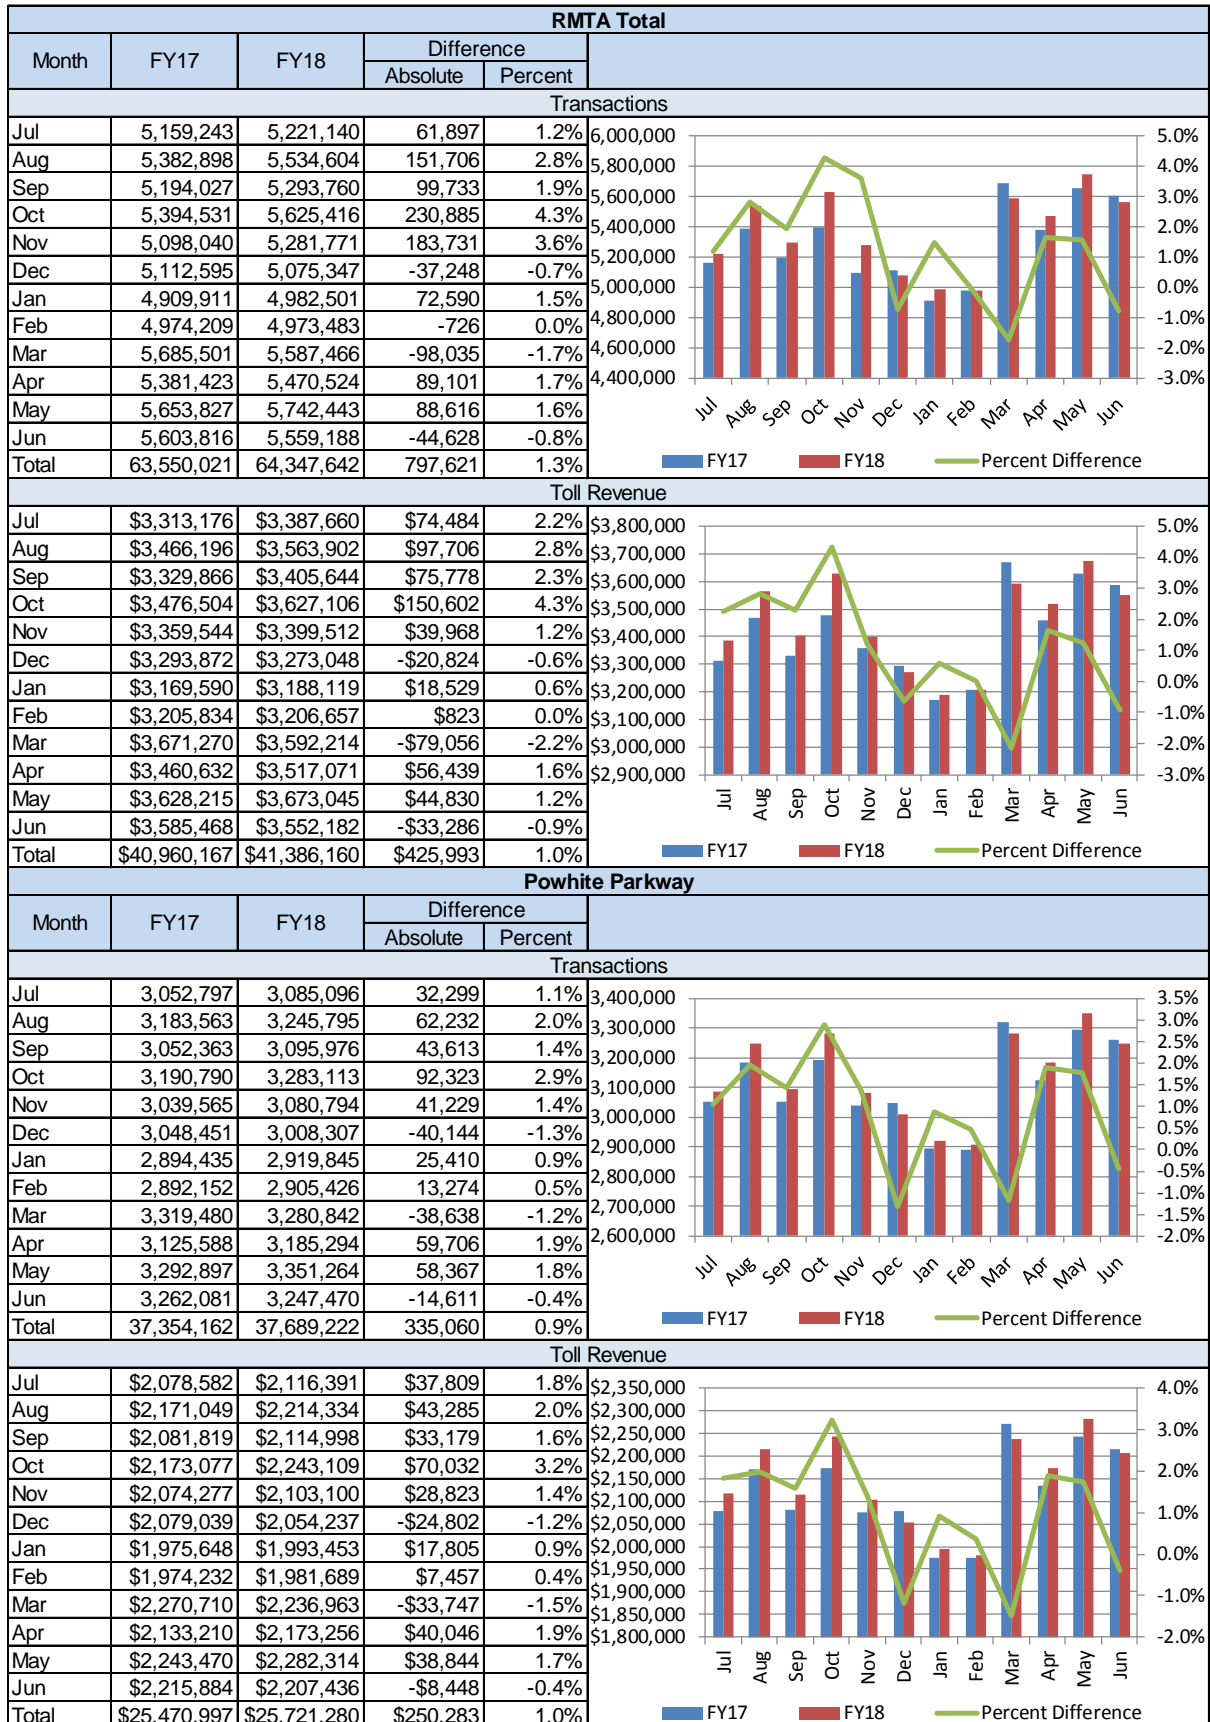 RMTA Total
Month FY17 FY18 Difference
Absolute Percent
Transactions
Jul 5,159,243 5,221,140 61,897 1.2%
Aug 5,382,898 5,534,604 151,706 2.8%
Sep 5,194,027 5,293,760 99,733 1.9%
Oct 5,394,531 5,625,416 230,885 4.3%
Nov 5,098,040 5,281,771 183,731 3.6%
Dec 5,112,595 5,075,347 -37,248 -0.7%
Jan 4,909,911 4,982,501 72,590 1.5%
Feb 4,974,209 4,973,483 -726 0.0%
Mar 5,685,501 5,587,466 -98,035 -1.7%
Apr 5,381,423 5,470,524 89,101 1.7%
May 5,653,827 5,742,443 88,616 1.6%
Jun 5,603,816 5,559,188 -44,628 -0.8%
Total 63,550,021 64,347,642 797,621 1.3%
6,000,000 5.0%
5,800,000 4.0%
5,600,000 3.0%
5,400,000 2.0%
5,200,000 1.0%
5,000,000 0.0%
4,800,000 -1.0%
4,600,000 -2.0%
4,400,000 -3.0%
Jul Aug Sep Oct Nov Dec Jan Feb Mar Apr May Jun
FY17 FY18 Percent Difference
Toll Revenue
Jul $3,313,176 $3,387,660 $74,484 2.2%
Aug $3,466,196 $3,563,902 $97,706 2.8%
Sep $3,329,866 $3,405,644 $75,778 2.3%
Oct $3,476,504 $3,627,106 $150,602 4.3%
Nov $3,359,544 $3,399,512 $39,968 1.2%
Dec $3,293,872 $3,273,048 -$20,824 -0.6%
Jan $3,169,590 $3,188,119 $18,529 0.6%
Feb $3,205,834 $3,206,657 $823 0.0%
Mar $3,671,270 $3,592,214 -$79,056 -2.2%
Apr $3,460,632 $3,517,071 $56,439 1.6%
May $3,628,215 $3,673,045 $44,830 1.2%
Jun $3,585,468 $3,552,182 -$33,286 -0.9%
Total $40,960,167 $41,386,160 $425,993 1.0%
$3,800,000 5.0%
$3,700,000 4.0%
$3,600,000 3.0%
$3,500,000 2.0%
$3,400,000 1.0%
$3,300,000 0.0%
$3,200,000 -1.0%
$3,100,000 -2.0%
$3,000,000 -3.0%
$2,900,000
Jul Aug Sep Oct Nov Dec Jan Feb Mar Apr May Jun
FY17 FY18 Percent Difference
Powhite Parkway
Month FY17 FY18 Difference
Absolute Percent
Transactions
Jul 3,052,797 3,085,096 32,299 1.1%
Aug 3,183,563 3,245,795 62,232 2.0%
Sep 3,052,363 3,095,976 43,613 1.4%
Oct 3,190,790 3,283,113 92,323 2.9%
Nov 3,039,565 3,080,794 41,229 1.4%
Dec 3,048,451 3,008,307 -40,144 -1.3%
Jan 2,894,435 2,919,845 25,410 0.9%
Feb 2,892,152 2,905,426 13,274 0.5%
Mar 3,319,480 3,280,842 -38,638 -1.2%
Apr 3,125,588 3,185,294 59,706 1.9%
May 3,292,897 3,351,264 58,367 1.8%
Jun 3,262,081 3,247,470 -14,611 -0.4%
Total 37,354,162 37,689,222 335,060 0.9%
3,400,000 3.5%
3,300,000 3.0%
3,200,000 2.5%
3,100,000 2.0%
3,000,000 1.5%
2,900,000 1.0%
2,800,000 0.5%
2,700,000 0.0%
2,600,000 -0.5%
-1.0%
-1.5%
-2.0%
Jul Aug Sep Oct Nov Dec Jan Feb Mar Apr May Jun
FY17 FY18 Percent Difference
Toll Revenue
Jul $2,078,582 $2,116,391 $37,809 1.8%
Aug $2,171,049 $2,214,334 $43,285 2.0%
Sep $2,081,819 $2,114,998 $33,179 1.6%
Oct $2,173,077 $2,243,109 $70,032 3.2%
Nov $2,074,277 $2,103,100 $28,823 1.4%
Dec $2,079,039 $2,054,237 -$24,802 -1.2%
Jan $1,975,648 $1,993,453 $17,805 0.9%
Feb $1,974,232 $1,981,689 $7,457 0.4%
Mar $2,270,710 $2,236,963 -$33,747 -1.5%
Apr $2,133,210 $2,173,256 $40,046 1.9%
May $2,243,470 $2,282,314 $38,844 1.7%
Jun $2,215,884 $2,207,436 -$8,448 -0.4%
Total $25,470,997 $25,721,280 $250,283 1.0%
$2,350,000 4.0%
$2,300,000 3.0%
$2,250,000 2.0%
$2,200,000 1.0%
$2,150,000 0.0%
$2,100,000 -1.0%
$2,050,000 -2.0%
$2,000,000
$1,950,000
$1,900,000
$1,850,000
$1,800,000
Jul Aug Sep Oct Nov Dec Jan Feb Mar Apr May Jun
FY17 FY18 Percent Difference